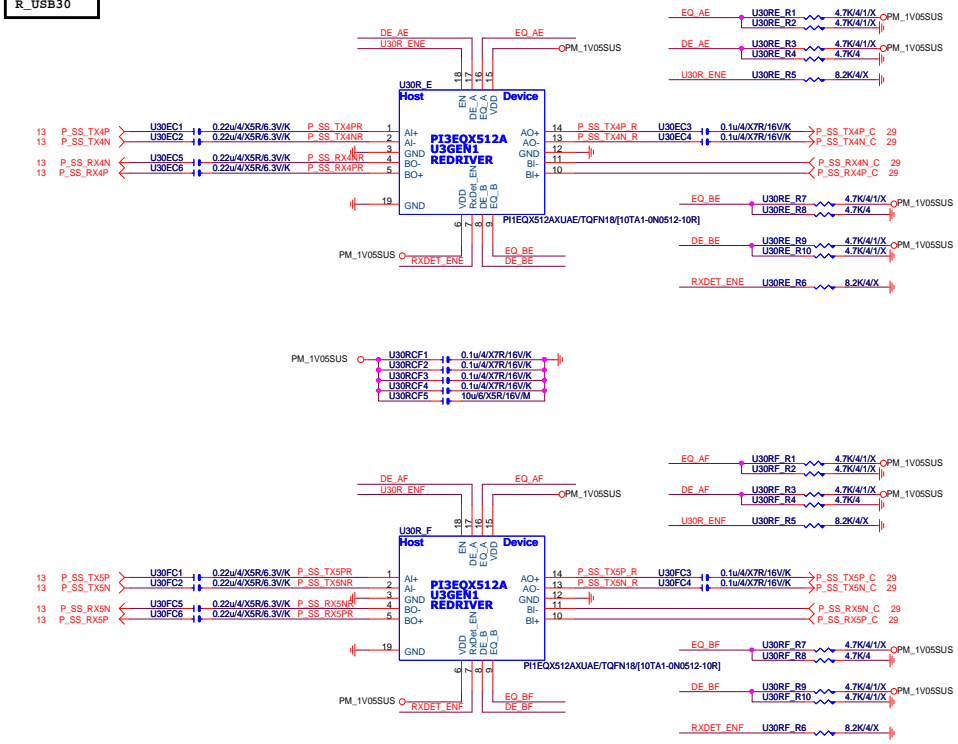 R_USB30
EQ_AE U30RE_R1 4.7K/4/1/X PM_1V05SUS
U30RE_R2 4.7K/4/1/X
DE_AE EQ_AE
U30R_ENE PM_1V05SUS
DE_AE U30RE_R3 4.7K/4/1/X PM_1V05SUS
U30RE_R4 4.7K/4
U30R_ENE U30RE_R5 8.2K/4/X
18 17 16 15
U30R_E
Host Device
EN DE_A EQ_A VDD
13 P_SS_TX4P U30EC1 0.22u/4/X5R/6.3V/K P_SS_TX4PR 1 AI+ AO+ 14 P_SS_TX4P_R U30EC3 0.1u/4/X7R/16V/K P_SS_TX4P_C 29
13 P_SS_TX4N U30EC2 0.22u/4/X5R/6.3V/K P_SS_TX4NR 2 AI- AO- 13 P_SS_TX4N_R U30EC4 0.1u/4/X7R/16V/K P_SS_TX4N_C 29
3 GND GND 12
13 P_SS_RX4N U30EC5 0.22u/4/X5R/6.3V/K P_SS_RX4NR 4 BO- BI- 11 P_SS_RX4N_C 29
13 P_SS_RX4P U30EC6 0.22u/4/X5R/6.3V/K P_SS_RX4PR 5 BO+ BI+ 10 P_SS_RX4P_C 29
PI3EQX512A
U3GEN1
REDRIVER
19 GND
VDD RxDet_EN DE_B EQ_B
6 7 8 9
PI1EQX512AXUAE/TQFN18/[10TA1-0N0512-10R]
EQ_BE U30RE_R7 4.7K/4/1/X PM_1V05SUS
U30RE_R8 4.7K/4
PM_1V05SUS EQ_BE
RXDET_ENE DE_BE
DE_BE U30RE_R9 4.7K/4/1/X PM_1V05SUS
U30RE_R10 4.7K/4/1/X
RXDET_ENE U30RE_R6 8.2K/4/X
PM_1V05SUS U30RCF1 0.1u/4/X7R/16V/K
U30RCF2 0.1u/4/X7R/16V/K
U30RCF3 0.1u/4/X7R/16V/K
U30RCF4 0.1u/4/X7R/16V/K
U30RCF5 10u/6/X5R/16V/M
EQ_AF U30RF_R1 4.7K/4/1/X PM_1V05SUS
U30RF_R2 4.7K/4/1/X
DE_AF EQ_AF
U30R_ENF PM_1V05SUS
DE_AF U30RF_R3 4.7K/4/1/X PM_1V05SUS
U30RF_R4 4.7K/4
U30R_ENF U30RF_R5 8.2K/4/X
18 17 16 15
U30R_F
Host Device
EN DE_A EQ_A VDD
13 P_SS_TX5P U30FC1 0.22u/4/X5R/6.3V/K P_SS_TX5PR 1 AI+ AO+ 14 P_SS_TX5P_R U30FC3 0.1u/4/X7R/16V/K P_SS_TX5P_C 29
13 P_SS_TX5N U30FC2 0.22u/4/X5R/6.3V/K P_SS_TX5NR 2 AI- AO- 13 P_SS_TX5N_R U30FC4 0.1u/4/X7R/16V/K P_SS_TX5N_C 29
3 GND GND 12
13 P_SS_RX5N U30FC5 0.22u/4/X5R/6.3V/K P_SS_RX5NR 4 BO- BI- 11 P_SS_RX5N_C 29
13 P_SS_RX5P U30FC6 0.22u/4/X5R/6.3V/K P_SS_RX5PR 5 BO+ BI+ 10 P_SS_RX5P_C 29
PI3EQX512A
U3GEN1
REDRIVER
19 GND
VDD RxDet_EN DE_B EQ_B
6 7 8 9
PI1EQX512AXUAE/TQFN18/[10TA1-0N0512-10R]
EQ_BF U30RF_R7 4.7K/4/1/X PM_1V05SUS
U30RF_R8 4.7K/4
PM_1V05SUS EQ_BF
RXDET_ENF DE_BF
DE_BF U30RF_R9 4.7K/4/1/X PM_1V05SUS
U30RF_R10 4.7K/4/1/X
RXDET_ENF U30RF_R6 8.2K/4/X